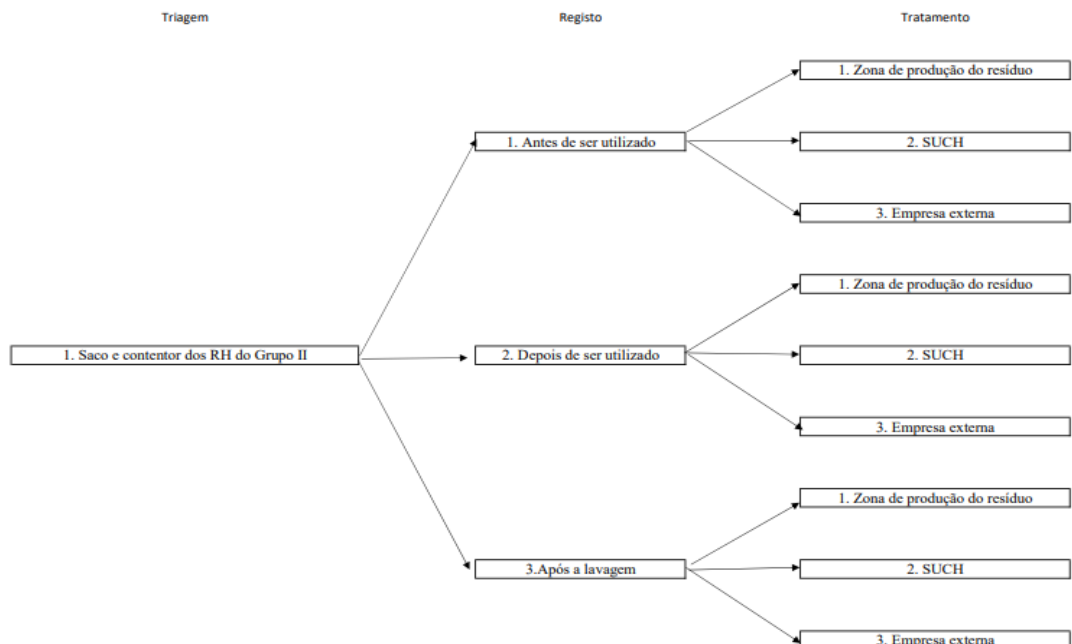 Triagem
Registo
Tratamento
1. Zona de produção do resíduo
1. Antes de ser utilizado
2. SUCH
3. Empresa externa
1. Zona de produção do resíduo
1. Saco e contentor dos RH do Grupo II
2. Depois de ser utilizado
2. SUCH
3. Empresa externa
1. Zona de produção do resíduo
3.Após a lavagem
2. SUCH
3. Empresa externa